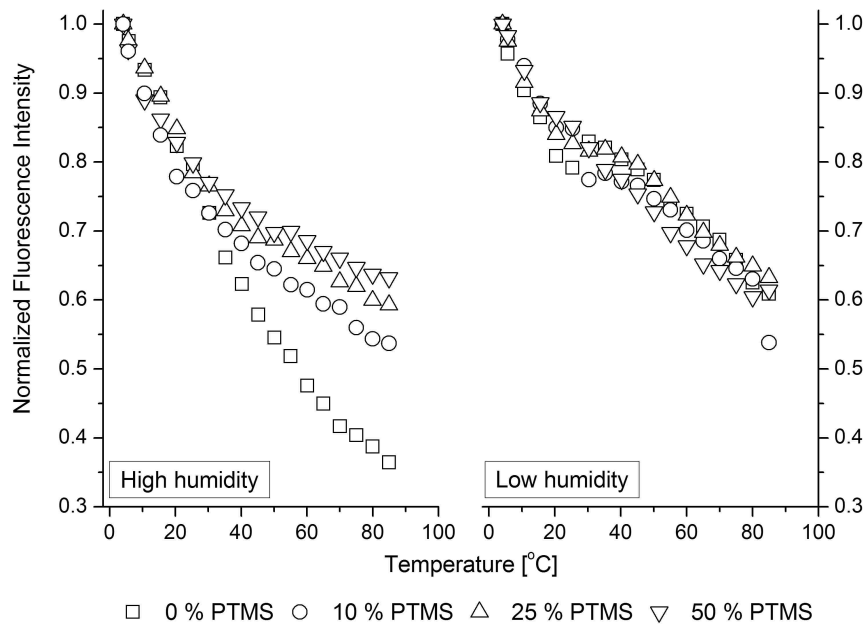 Normalized Fluorescence Intensity
1.0
0.9
0.8
0.7
0.6
0.5
0.4
0.3
High humidity
0 20 40 60 80 100
1.0
0.9
0.8
0.7
0.6
0.5
0.4
0.3
Low humidity
0 20 40 60 80 100
Temperature [°C]
0 % PTMS 10 % PTMS 25 % PTMS 50 % PTMS